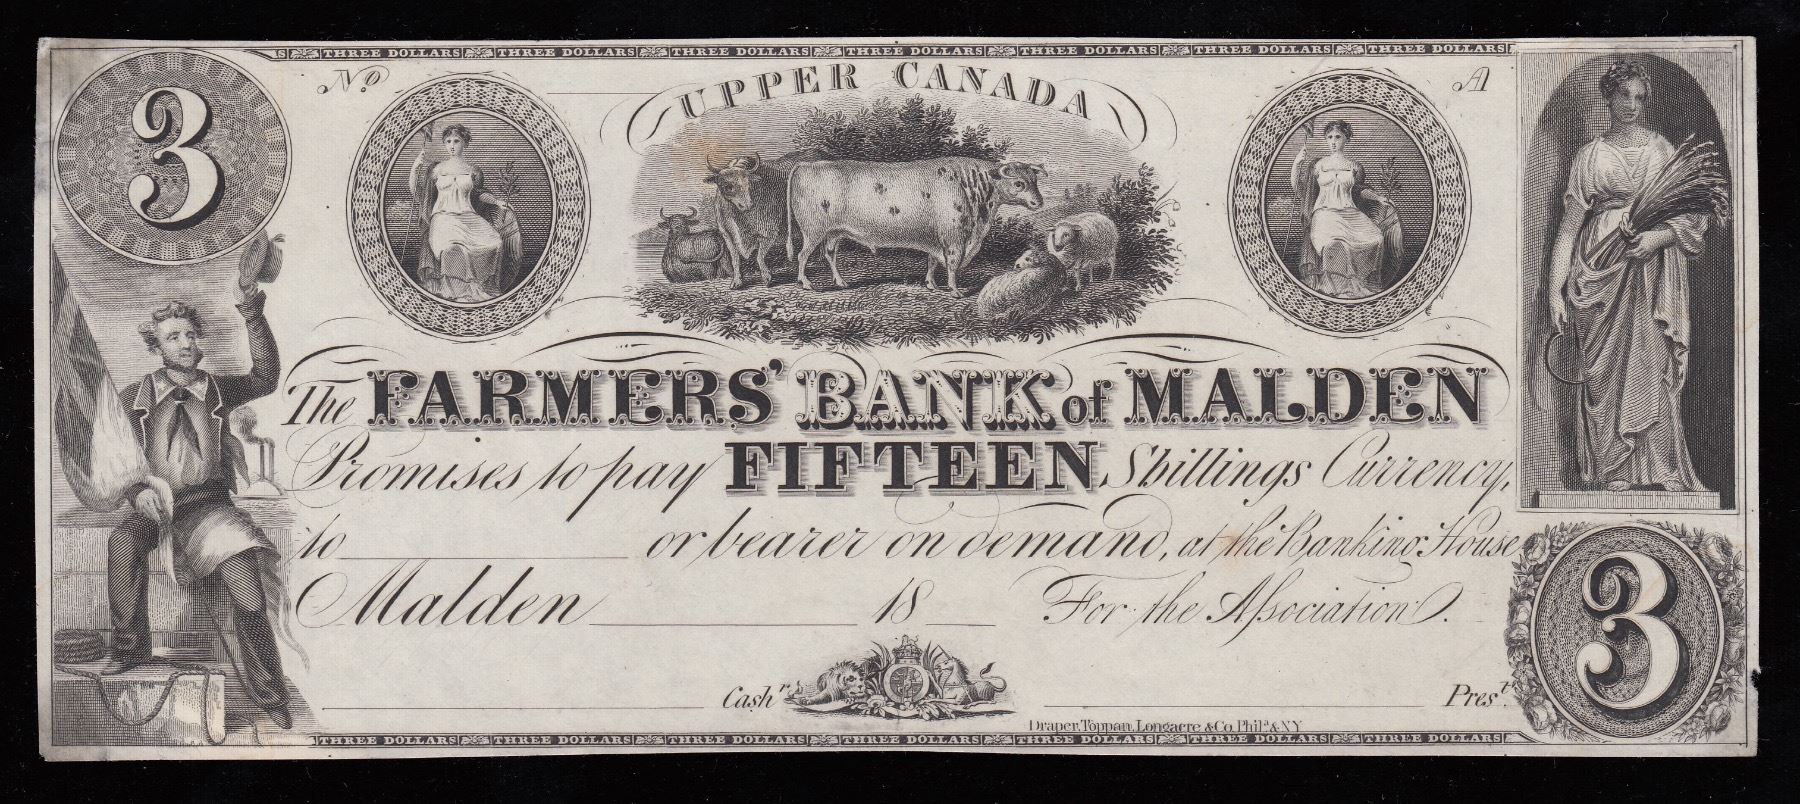 S THREE DOLLARS THREE DOLLARS THREE DOLLARS THREE DOLLARS THREE DOLLARS THREE DOLLARS THREE DOLLARS
3
No
UPPER CANADA
A
The FARMERS' BANK of MALDEN
Promises to pay FIFTEEN Shillings Currency,
to or bearer on demand, at the Banking House
Malden 18 For the Association.
3
Cashr
Prest.
Draper, Toppan, Longacre & Co. Phila. & N.Y.
THREE DOLLARS THREE DOLLARS THREE DOLLARS THREE DOLLARS THREE DOLLARS THREE DOLLARS THREE DOLLARS